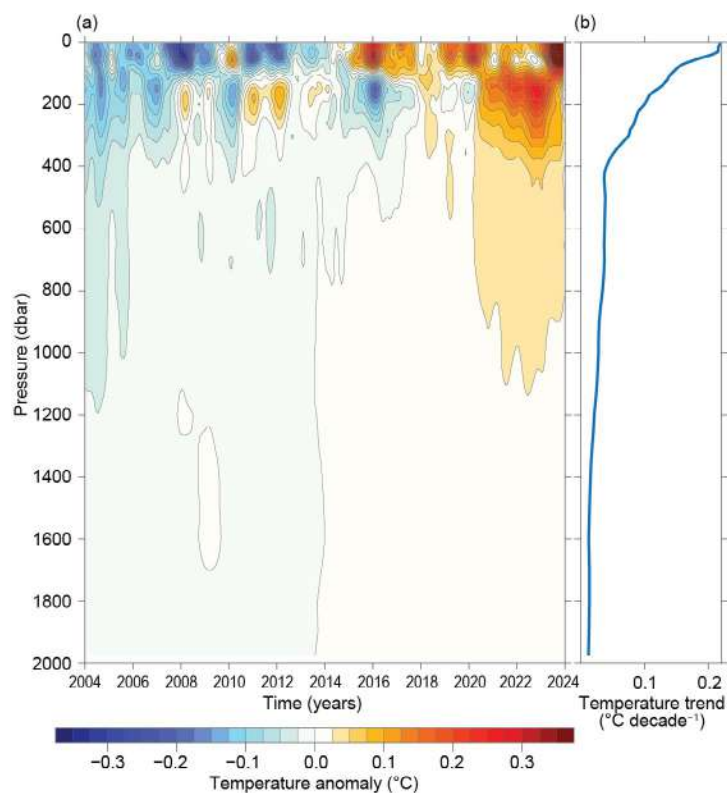 (a)
(b)
0
200
400
600
800
1000
1200
1400
1600
1800
2000
Pressure (dbar)
2004 2006 2008 2010 2012 2014 2016 2018 2020 2022 2024
Time (years)
0.1 0.2
Temperature trend
(°C decade⁻¹)
−0.3 −0.2 −0.1 0.0 0.1 0.2 0.3
Temperature anomaly (°C)